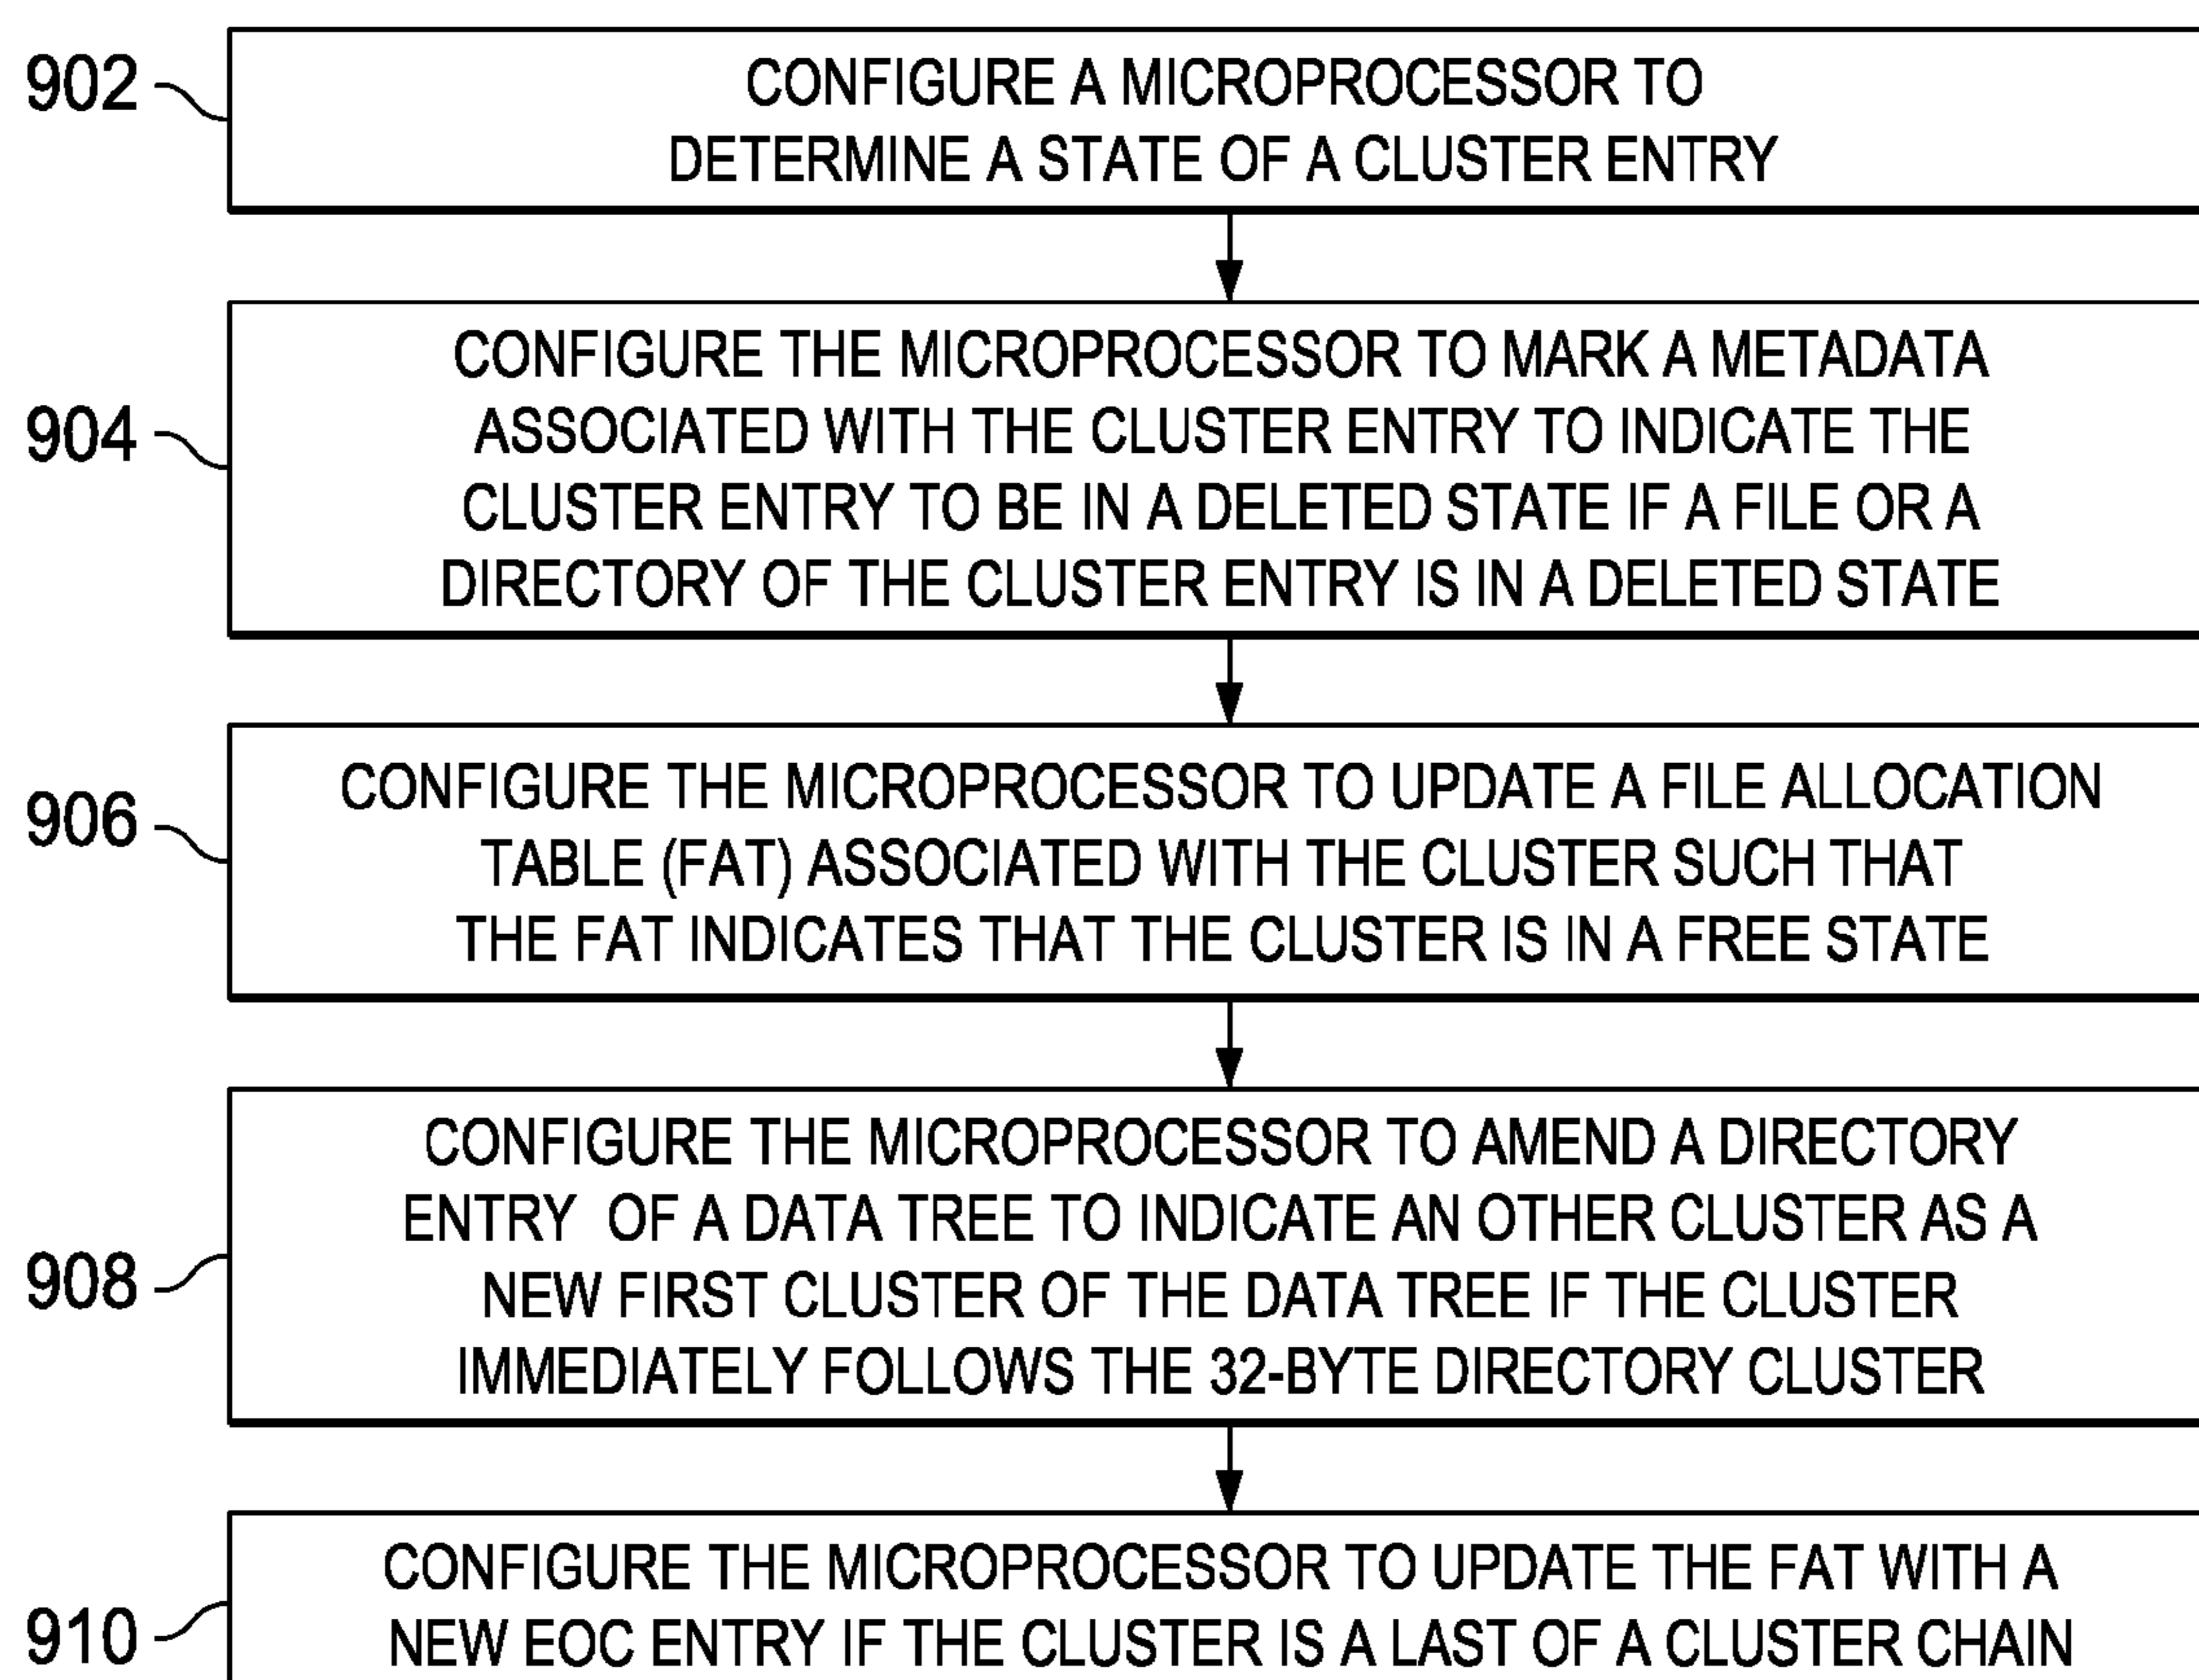 902
CONFIGURE A MICROPROCESSOR TO
DETERMINE A STATE OF A CLUSTER ENTRY
904
CONFIGURE THE MICROPROCESSOR TO MARK A METADATA
ASSOCIATED WITH THE CLUSTER ENTRY TO INDICATE THE
CLUSTER ENTRY TO BE IN A DELETED STATE IF A FILE OR A
DIRECTORY OF THE CLUSTER ENTRY IS IN A DELETED STATE
906
CONFIGURE THE MICROPROCESSOR TO UPDATE A FILE ALLOCATION
TABLE (FAT) ASSOCIATED WITH THE CLUSTER SUCH THAT
THE FAT INDICATES THAT THE CLUSTER IS IN A FREE STATE
908
CONFIGURE THE MICROPROCESSOR TO AMEND A DIRECTORY
ENTRY OF A DATA TREE TO INDICATE AN OTHER CLUSTER AS A
NEW FIRST CLUSTER OF THE DATA TREE IF THE CLUSTER
IMMEDIATELY FOLLOWS THE 32-BYTE DIRECTORY CLUSTER
910
CONFIGURE THE MICROPROCESSOR TO UPDATE THE FAT WITH A
NEW EOC ENTRY IF THE CLUSTER IS A LAST OF A CLUSTER CHAIN